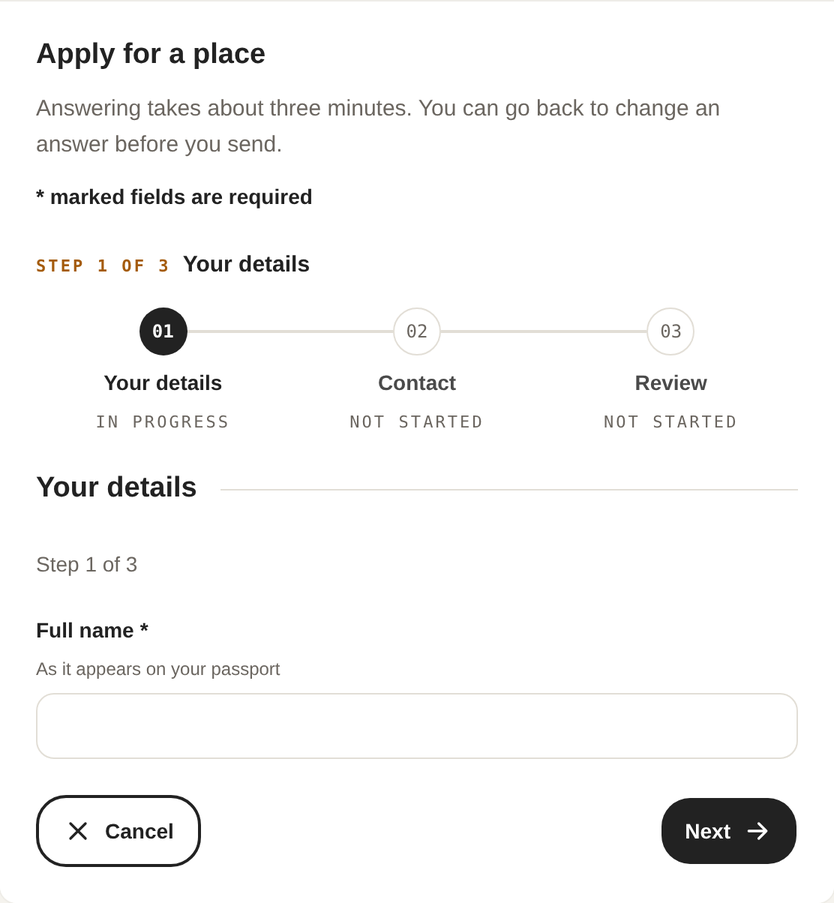 Apply for a place
Answering takes about three minutes. You can go back to change an
answer before you send.
* marked fields are required
STEP 1 OF 3 Your details
01 02 03
Your details Contact Review
IN PROGRESS NOT STARTED NOT STARTED
Your details
Step 1 of 3
Full name *
As it appears on your passport
Cancel Next